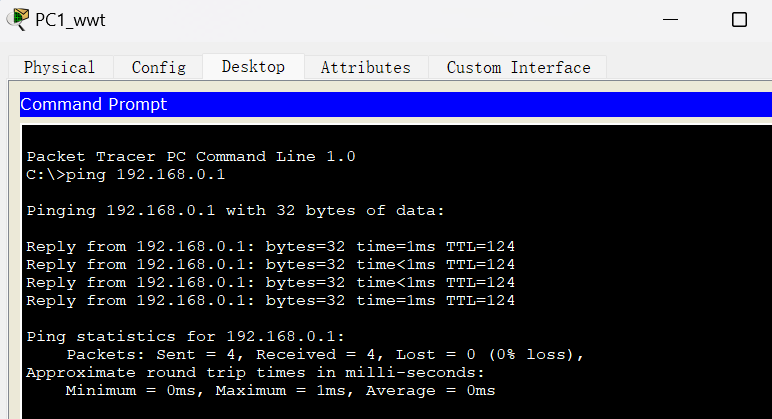 PC1_wwt
Physical Config Desktop Attributes Custom Interface
Command Prompt
Packet Tracer PC Command Line 1.0
C:\>ping 192.168.0.1
Pinging 192.168.0.1 with 32 bytes of data:
Reply from 192.168.0.1: bytes=32 time=1ms TTL=124
Reply from 192.168.0.1: bytes=32 time<1ms TTL=124
Reply from 192.168.0.1: bytes=32 time<1ms TTL=124
Reply from 192.168.0.1: bytes=32 time=1ms TTL=124
Ping statistics for 192.168.0.1:
Packets: Sent = 4, Received = 4, Lost = 0 (0% loss),
Approximate round trip times in milli-seconds:
Minimum = 0ms, Maximum = 1ms, Average = 0ms